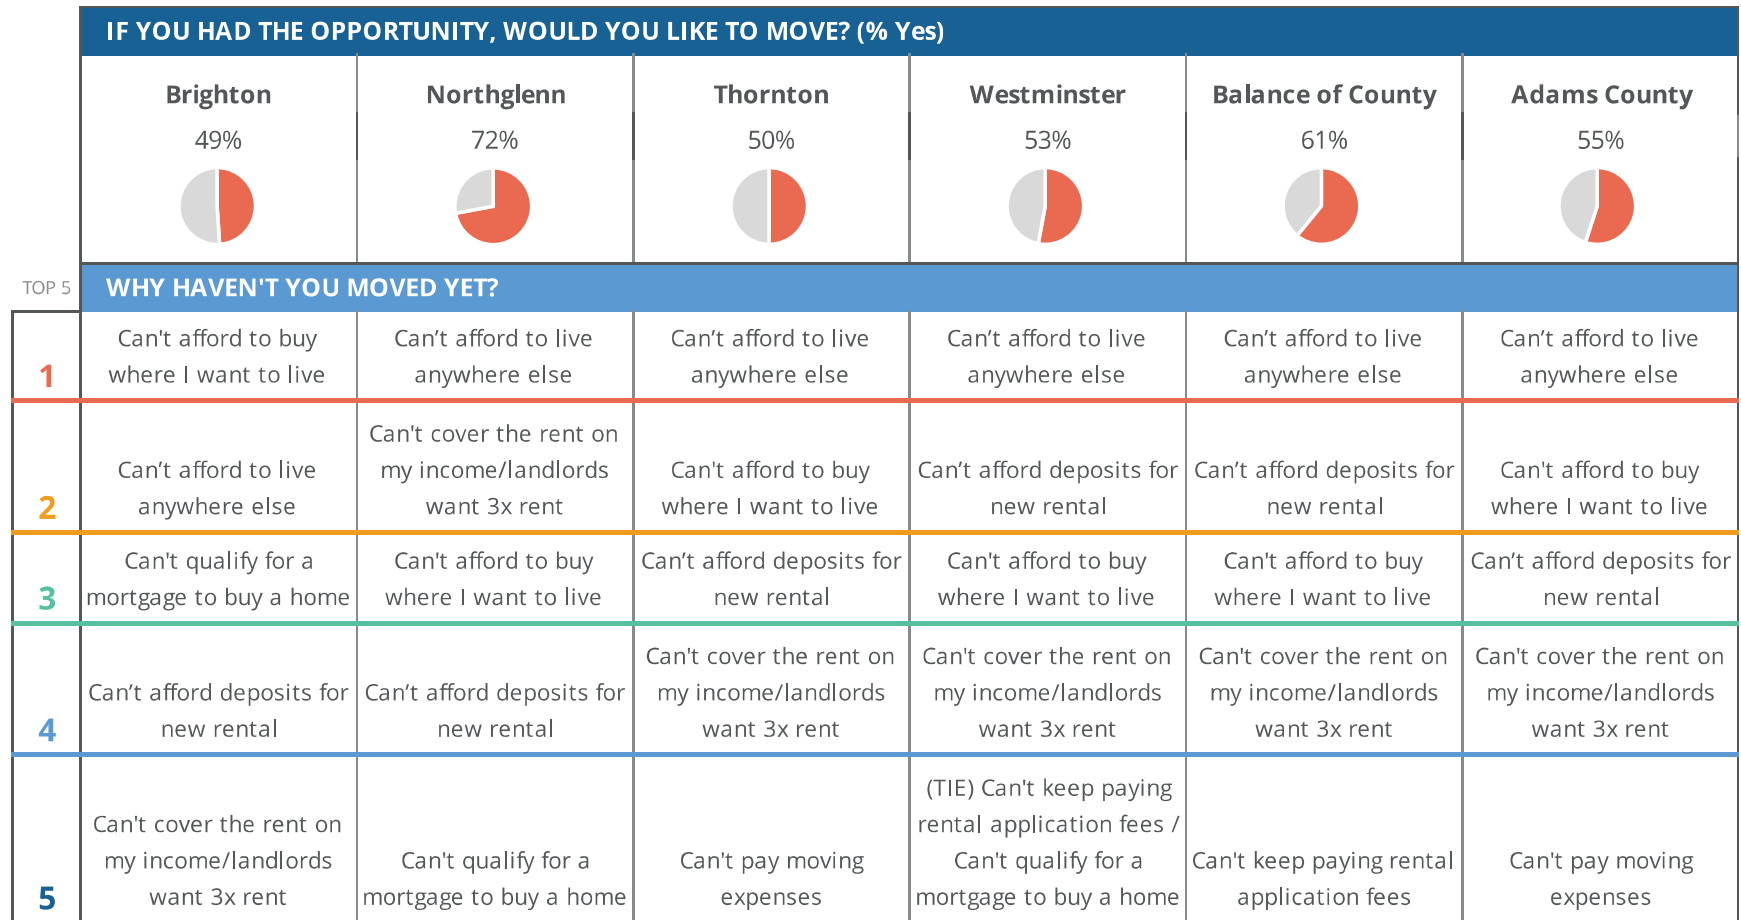 IF YOU HAD THE OPPORTUNITY, WOULD YOU LIKE TO MOVE? (% Yes)
Brighton Northglenn Thornton Westminster Balance of County Adams County
49% 72% 50% 53% 61% 55%
TOP 5 WHY HAVEN'T YOU MOVED YET?
1
Can't afford to buy
where I want to live
Can’t afford to live
anywhere else
Can’t afford to live
anywhere else
Can’t afford to live
anywhere else
Can’t afford to live
anywhere else
Can’t afford to live
anywhere else
2
Can’t afford to live
anywhere else
Can't cover the rent on
my income/landlords
want 3x rent
Can't afford to buy
where I want to live
Can’t afford deposits for
new rental
Can’t afford deposits for
new rental
Can't afford to buy
where I want to live
3
Can't qualify for a
mortgage to buy a home
Can't afford to buy
where I want to live
Can’t afford deposits for
new rental
Can't afford to buy
where I want to live
Can't afford to buy
where I want to live
Can’t afford deposits for
new rental
4
Can’t afford deposits for
new rental
Can’t afford deposits for
new rental
Can't cover the rent on
my income/landlords
want 3x rent
Can't cover the rent on
my income/landlords
want 3x rent
Can't cover the rent on
my income/landlords
want 3x rent
Can't cover the rent on
my income/landlords
want 3x rent
5
Can't cover the rent on
my income/landlords
want 3x rent
Can't qualify for a
mortgage to buy a home
Can't pay moving
expenses
(TIE) Can't keep paying
rental application fees /
Can't qualify for a
mortgage to buy a home
Can't keep paying rental
application fees
Can't pay moving
expenses